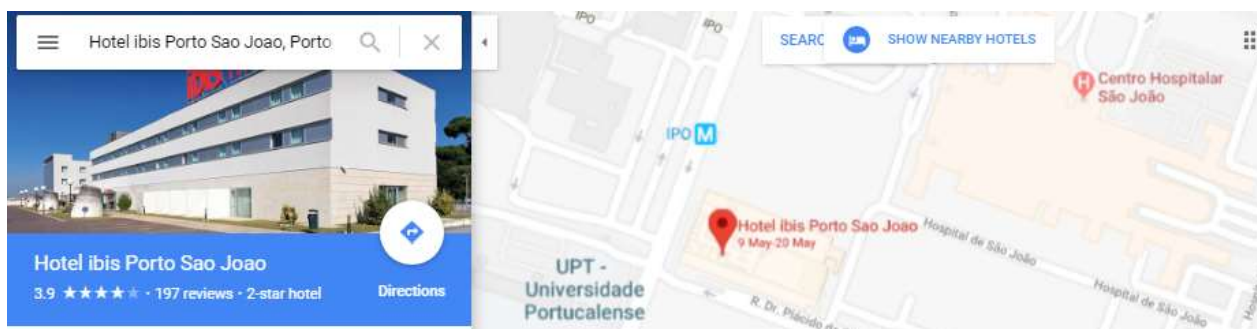 Hotel ibis Porto Sao Joao, Porto
ibis
Hotel ibis Porto Sao Joao
3.9 ★★★★★ · 197 reviews · 2-star hotel
Directions
IPO
IPO
SEARC
SHOW NEARBY HOTELS
H
Centro Hospitalar
São João
IPO M
Hotel ibis Porto Sao Joao
9 May-20 May
Hospital de São João
UPT -
Universidade
Portucalense
R. Dr. Plácido de
Hospital de São João